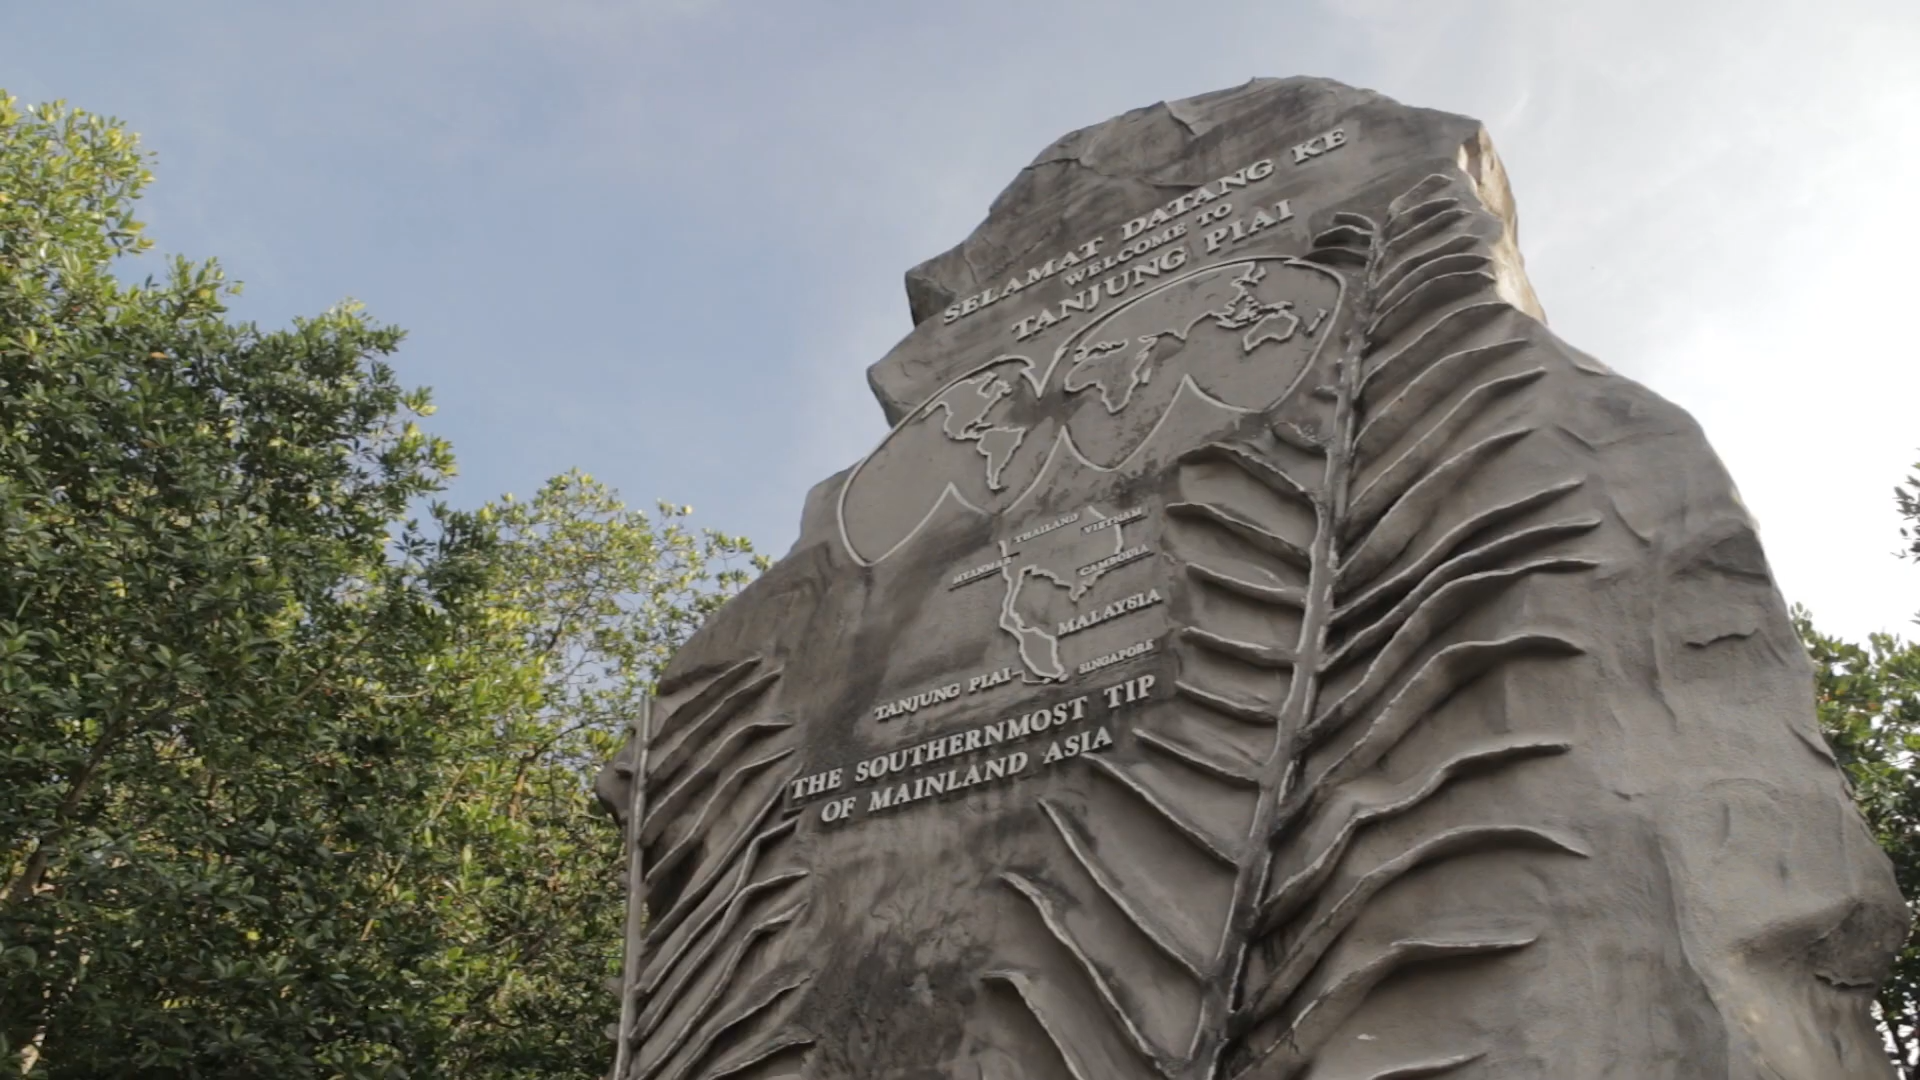 SELAMAT DATANG KE
WELCOME TO
TANJUNG PIAI
THAILAND
VIETNAM
MYANMAR
CAMBODIA
MALAYSIA
SINGAPORE
TANJUNG PIAI
THE SOUTHERNMOST TIP
OF MAINLAND ASIA